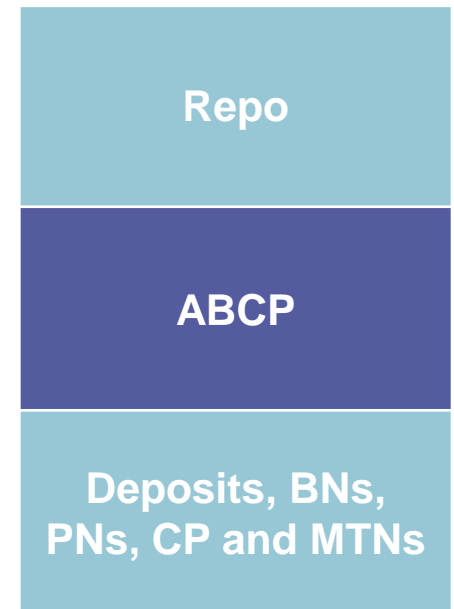 Repo
ABCP
Deposits, BNs,
PNs, CP and MTNs